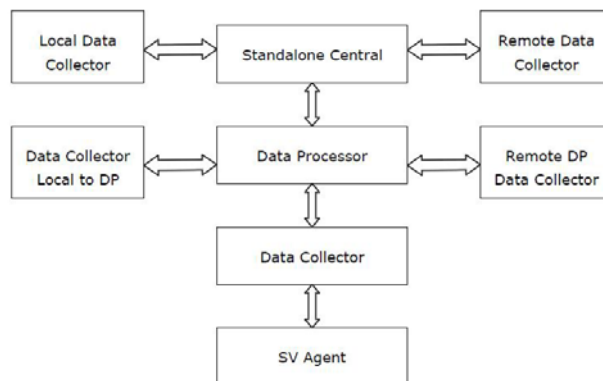 Local Data
Collector
Standalone Central
Remote Data
Collector
Data Collector
Local to DP
Data Processor
Remote DP
Data Collector
Data Collector
SV Agent